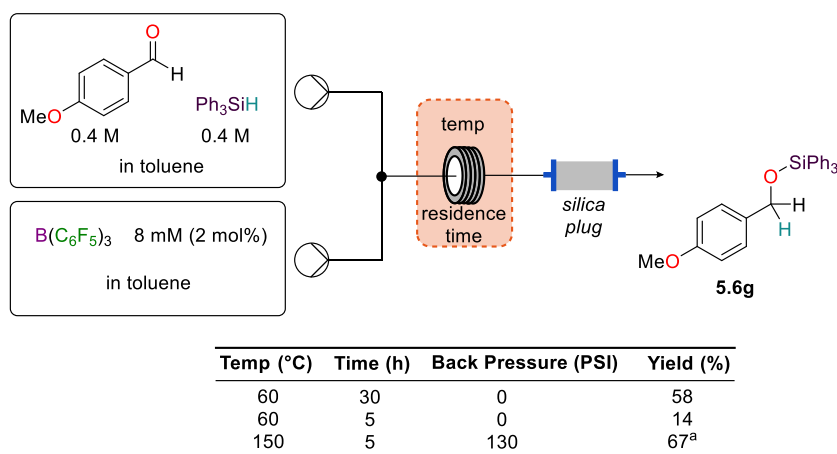 O
H
MeO
Ph₃SiH
0.4 M 0.4 M
in toluene
B(C₆F₅)₃ 8 mM (2 mol%)
in toluene
temp
residence
time
silica
plug
SiPh₃
O
H
H
MeO
5.6g
Temp (°C) Time (h) Back Pressure (PSI) Yield (%)
60 30 0 58
60 5 0 14
150 5 130 67ᵃ